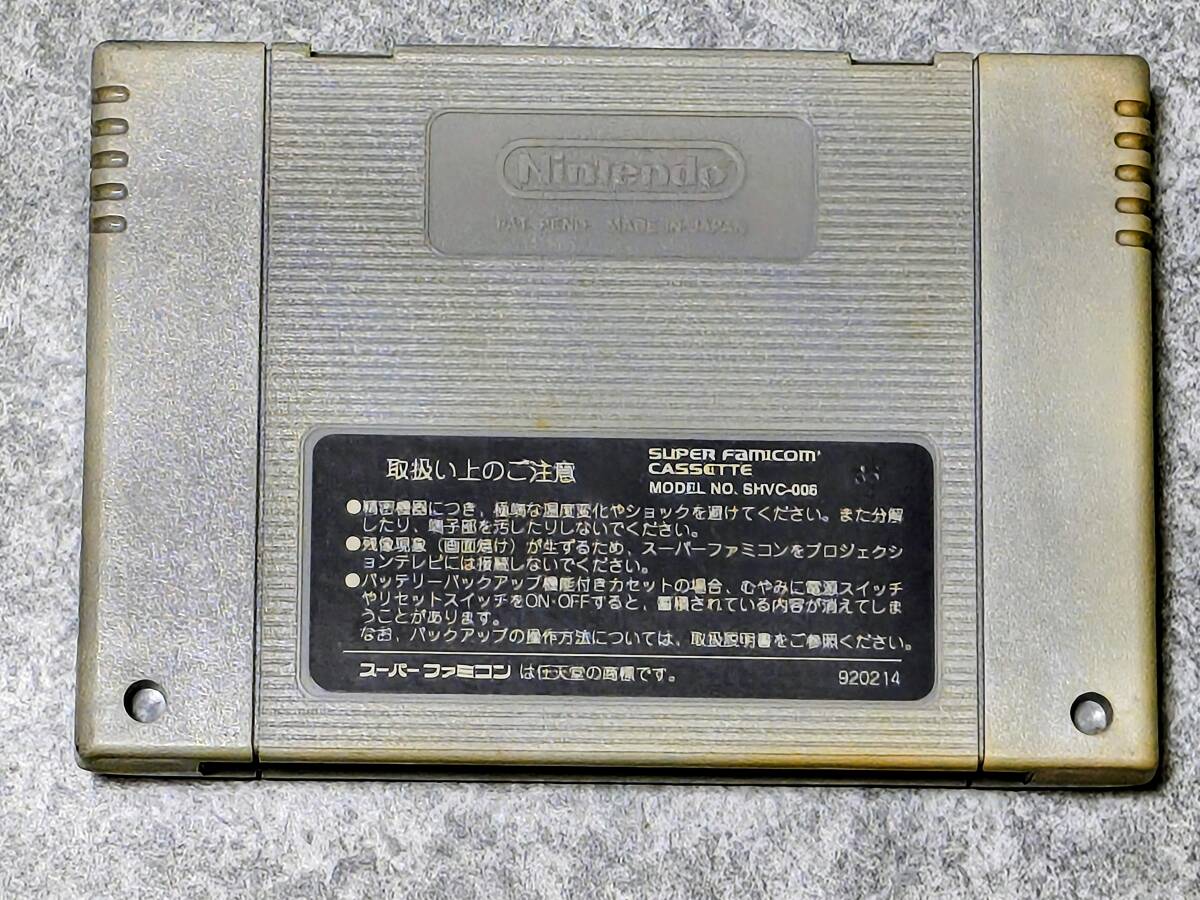 Nintendo
PAT. PEND. MADE IN JAPAN
取扱い上のご注意
SUPER FAMICOM
CASSETTE
MODEL NO. SHVC-006
●精密機器につき、極端な温度変化やショックを避けてください。また分解
したり、端子部を汚したりしないでください。
●残像現象（画面焼け）が生ずるため、スーパーファミコンをプロジェクシ
ョンテレビには接続しないでください。
●バッテリーバックアップ機能付きカセットの場合、むやみに電源スイッチ
やリセットスイッチをON・OFFすると、蓄積されている内容が消えてしま
うことがあります。
なお、バックアップの操作方法については、取扱説明書をご参照ください。
スーパーファミコン は任天堂の商標です。
920214